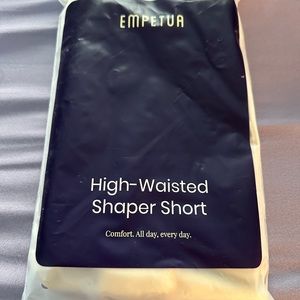 EMPETUA
High-Waisted
Shaper Short
Comfort. All day, every day.